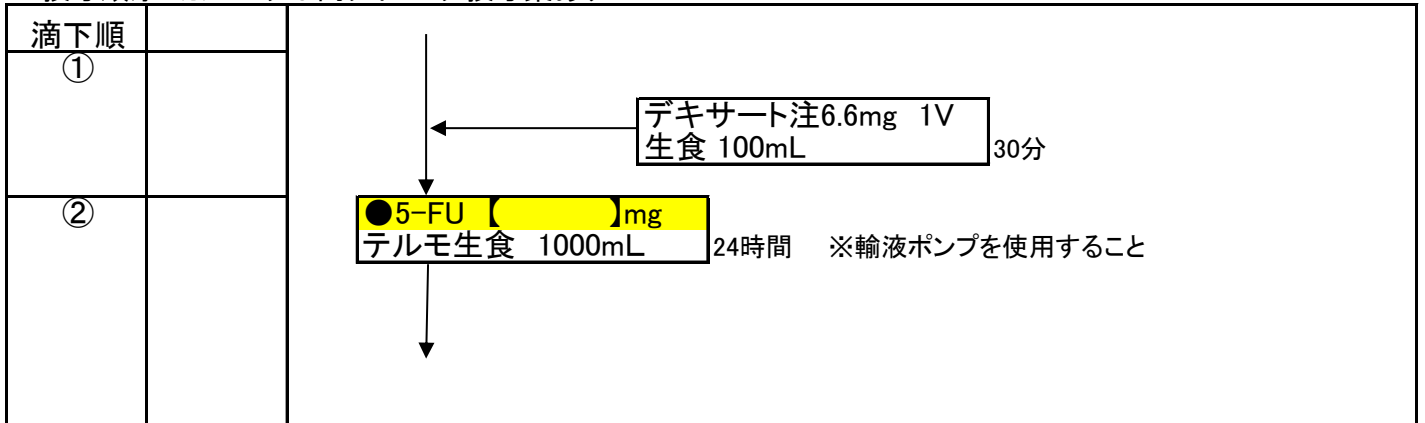 滴下順
①
デキサート注6.6mg 1V
生食 100mL
30分
②
●5-FU【 】mg
テルモ生食 1000mL
24時間 ※輸液ポンプを使用すること